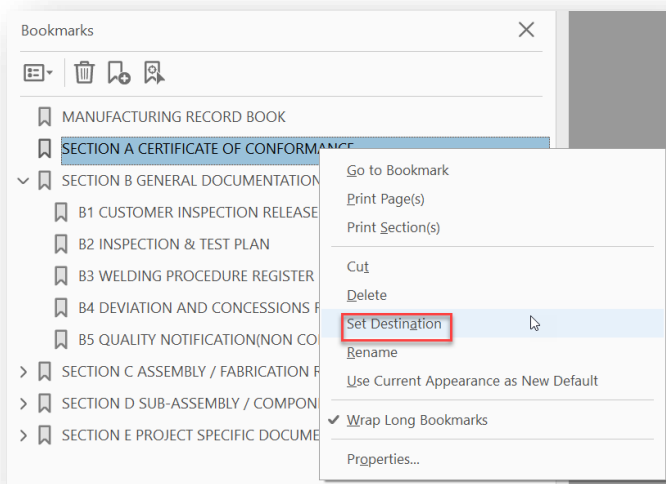 Bookmarks
MANUFACTURING RECORD BOOK
SECTION A CERTIFICATE OF CONFORMANCE
Go to Bookmark
SECTION B GENERAL DOCUMENTATION
Print Page(s)
B1 CUSTOMER INSPECTION RELEASE
Print Section(s)
B2 INSPECTION & TEST PLAN
Cut
B3 WELDING PROCEDURE REGISTER
Delete
B4 DEVIATION AND CONCESSIONS
Set Destination
B5 QUALITY NOTIFICATION(NON
Rename
SECTION C ASSEMBLY / FABRICATION
Use Current Appearance as New Default
SECTION D SUB-ASSEMBLY /
Wrap Long Bookmarks
SECTION E PROJECT SPECIFIC
Properties...